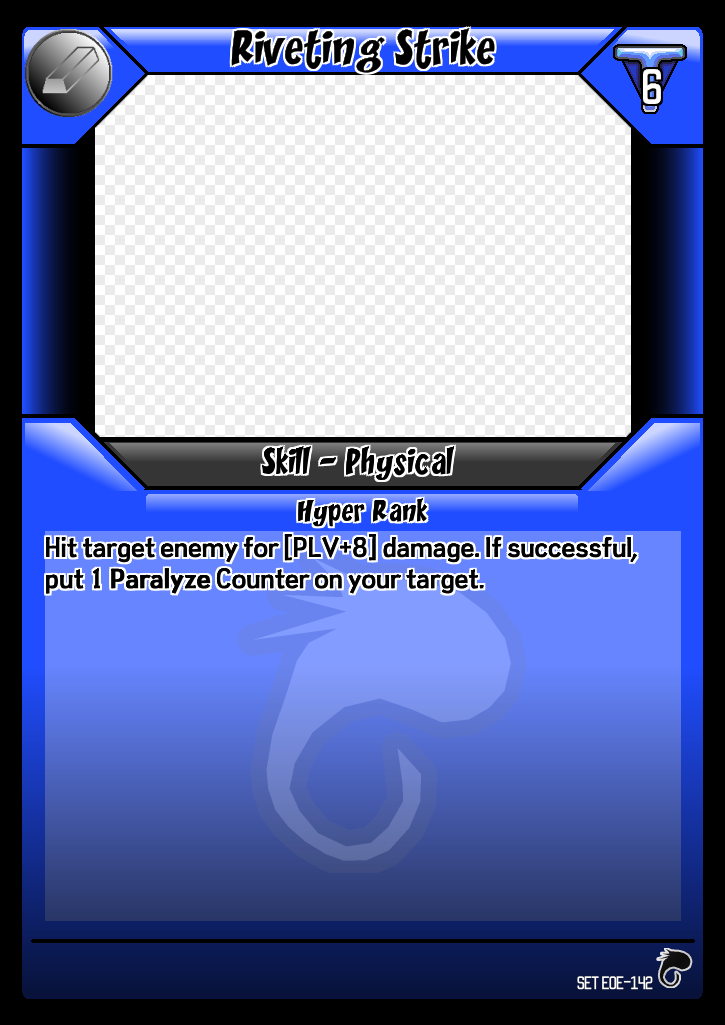 Riveting Strike
6
Skill - Physical
Hyper Rank
Hit target enemy for [PLV+8] damage. If successful,
put 1 Paralyze Counter on your target.
SET EOE-142